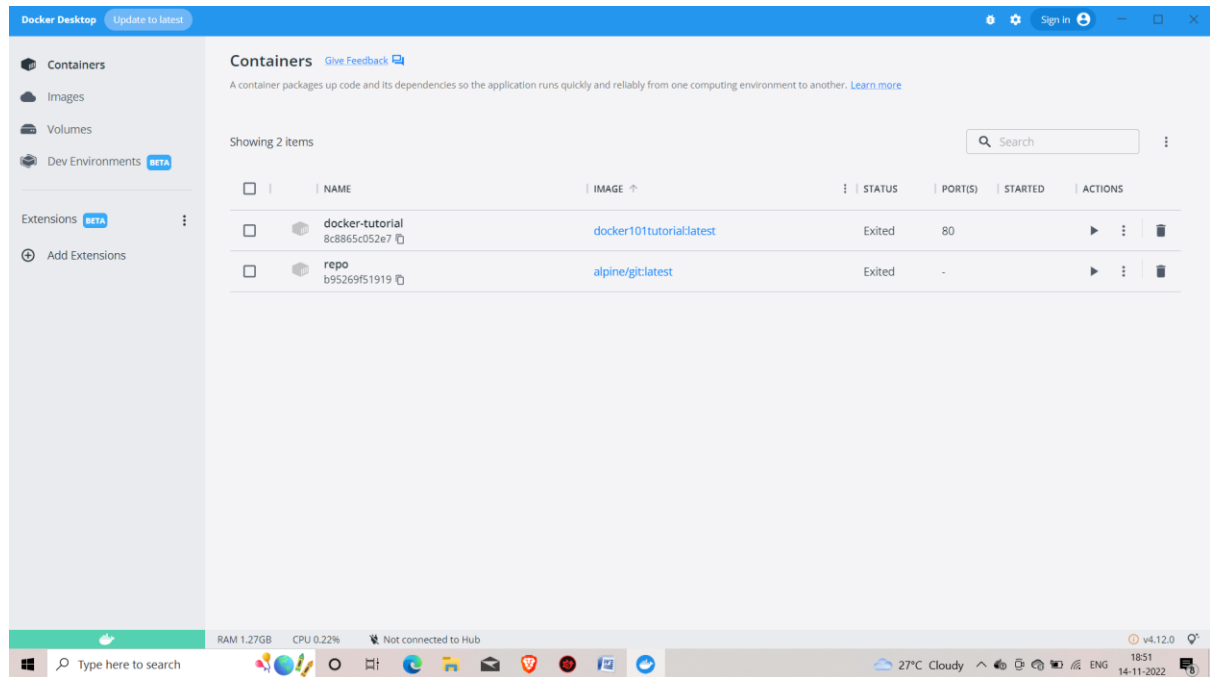 Docker Desktop Update to latest Sign in
Containers
Images
Volumes
Dev Environments BETA
Extensions BETA
Add Extensions
Containers Give Feedback
A container packages up code and its dependencies so the application runs quickly and reliably from one computing environment to another. Learn more
Showing 2 items
Search
NAME IMAGE STATUS PORT(S) STARTED ACTIONS
docker-tutorial
8c8865c052e7
docker101tutorial:latest Exited 80
repo
b95269f51919
alpine/git:latest Exited -
RAM 1.27GB CPU 0.22% Not connected to Hub v4.12.0
Type here to search
27°C Cloudy ENG
18:51
14-11-2022
8